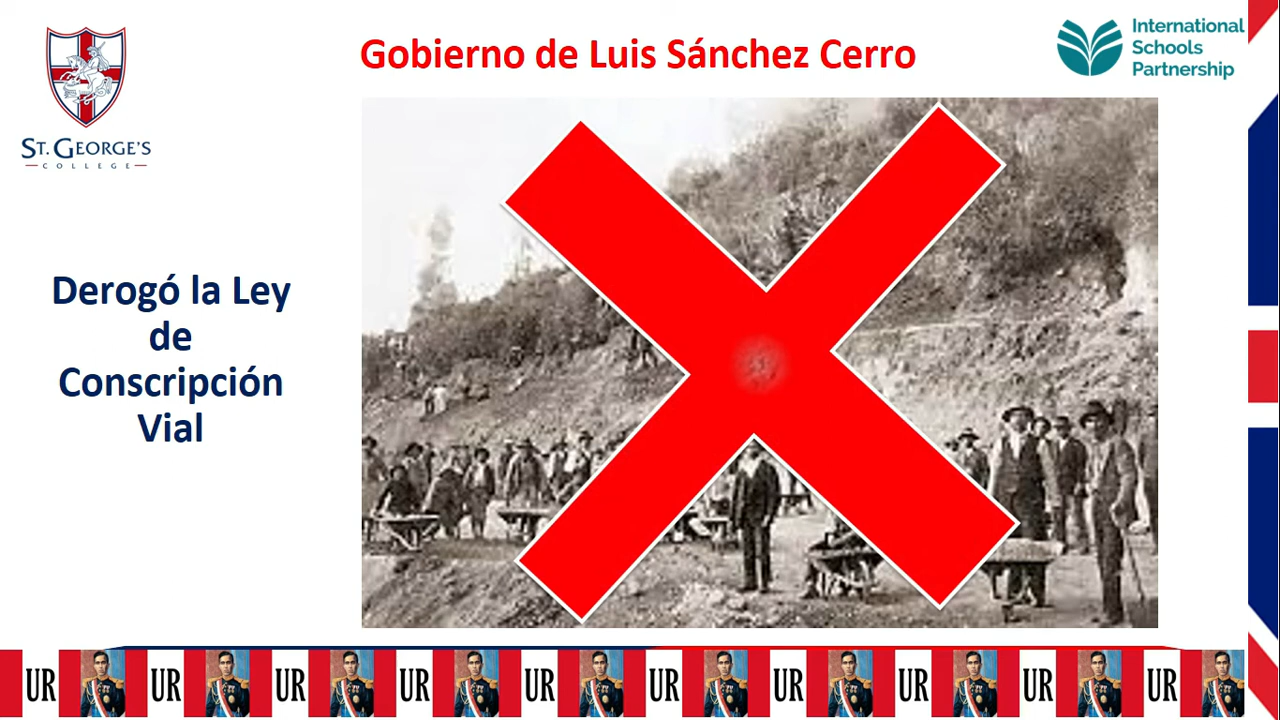 Gobierno de Luis Sánchez Cerro
International
Schools
Partnership
ST. GEORGE'S
COLLEGE
Derogó la Ley
de
Conscripción
Vial
UR UR UR UR UR UR UR UR UR UR